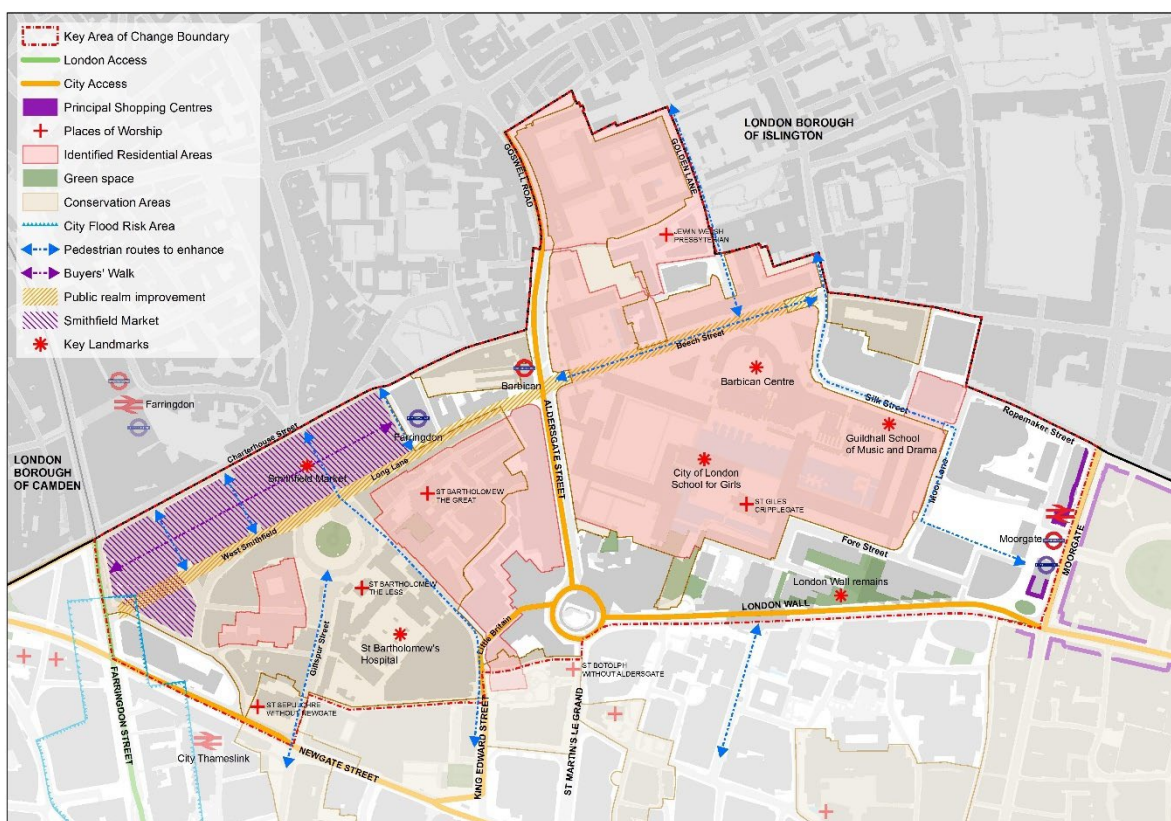 Key Area of Change Boundary
London Access
City Access
Principal Shopping Centres
Places of Worship
Identified Residential Areas
Green space
Conservation Areas
City Flood Risk Area
Pedestrian routes to enhance
Buyers' Walk
Public realm improvement
Smithfield Market
Key Landmarks
LONDON BOROUGH
OF ISLINGTON
GOSWELL ROAD
GOLDEN LANE
JEWIN WELSH
PRESBYTERIAN
Beech Street
Barbican
Barbican Centre
Farringdon
Farringdon
Charterhouse Street
LONDON
BOROUGH
OF CAMDEN
Long Lane
Smithfield Market
West Smithfield
ALDERSGATE STREET
Silk Street
Ropemaker Street
Guildhall School
of Music and Drama
City of London
School for Girls
Moor Lane
ST BARTHOLOMEW
THE GREAT
ST GILES
CRIPPLEGATE
Fore Street
Moorgate
MOORGATE
London Wall remains
LONDON WALL
ST BARTHOLOMEW
THE LESS
Giltspur Street
St Bartholomew's
Hospital
Little Britain
ST BOTOLPH
WITHOUT ALDERSGATE
ST SEPULCHRE
WITHOUT NEWGATE
FARRINGDON STREET
City Thameslink
NEWGATE STREET
KING EDWARD STREET
ST MARTIN'S LE GRAND